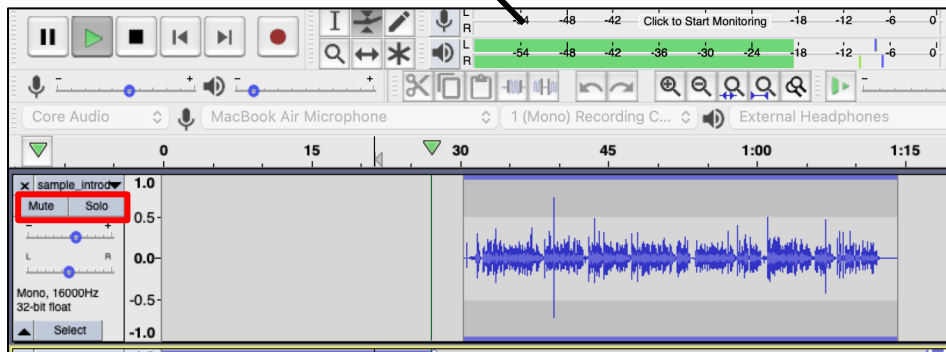 L
R
-54 -48 -42 Click to Start Monitoring -18 -12 -6 0
L
R
-54 -48 -42 -36 -30 -24 -18 -12 -6 0
- + - + -
Core Audio MacBook Air Microphone 1 (Mono) Recording C... External Headphones
0 15 30 45 1:00 1:15
x sample_introd 1.0
Mute Solo
0.5
- +
L R
0.0
Mono, 16000Hz
32-bit float
-0.5
Select
-1.0